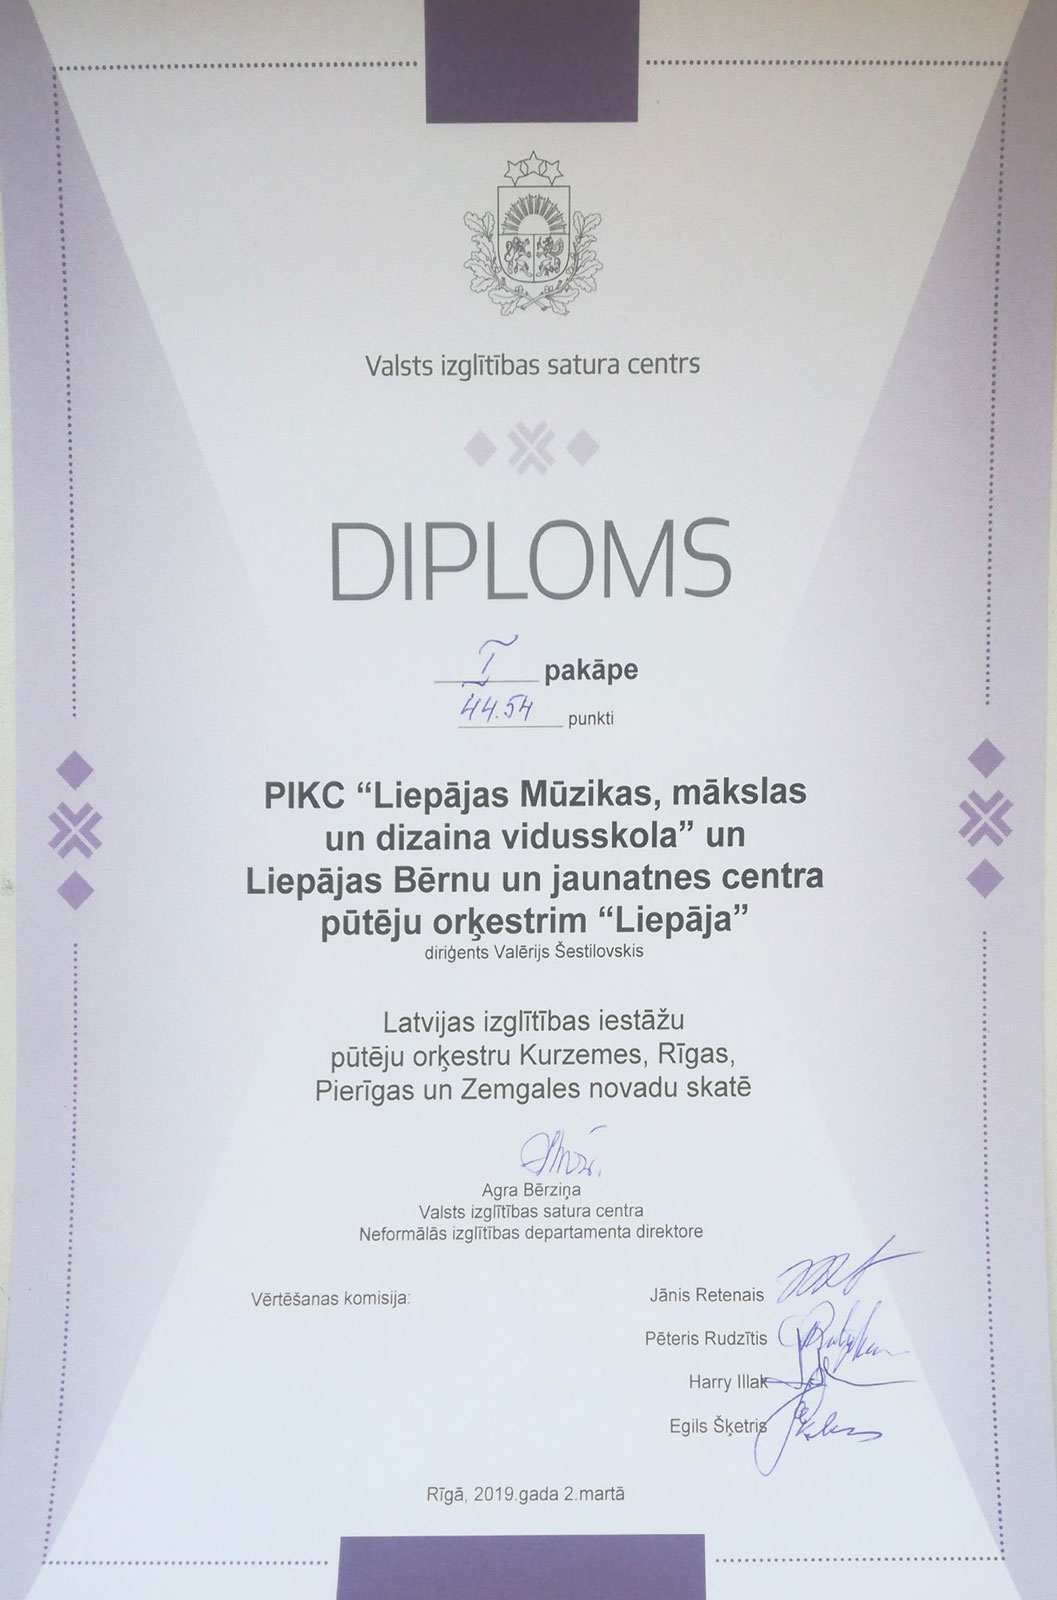 Valsts izglītības satura centrs
DIPLOMS
I pakāpe
44.54 punkti
PIKC “Liepājas Mūzikas, mākslas
un dizaina vidusskola” un
Liepājas Bērnu un jaunatnes centra
pūtēju orķestrim “Liepāja”
diriģents Valērijs Šestilovskis
Latvijas izglītības iestāžu
pūtēju orķestru Kurzemes, Rīgas,
Pierīgas un Zemgales novadu skatē
Agra Bērziņa
Valsts izglītības satura centra
Neformālās izglītības departamenta direktore
Vērtēšanas komisija:
Jānis Retenais
Pēteris Rudzītis
Harry Illak
Egils Šķetris
Rīgā, 2019.gada 2.martā